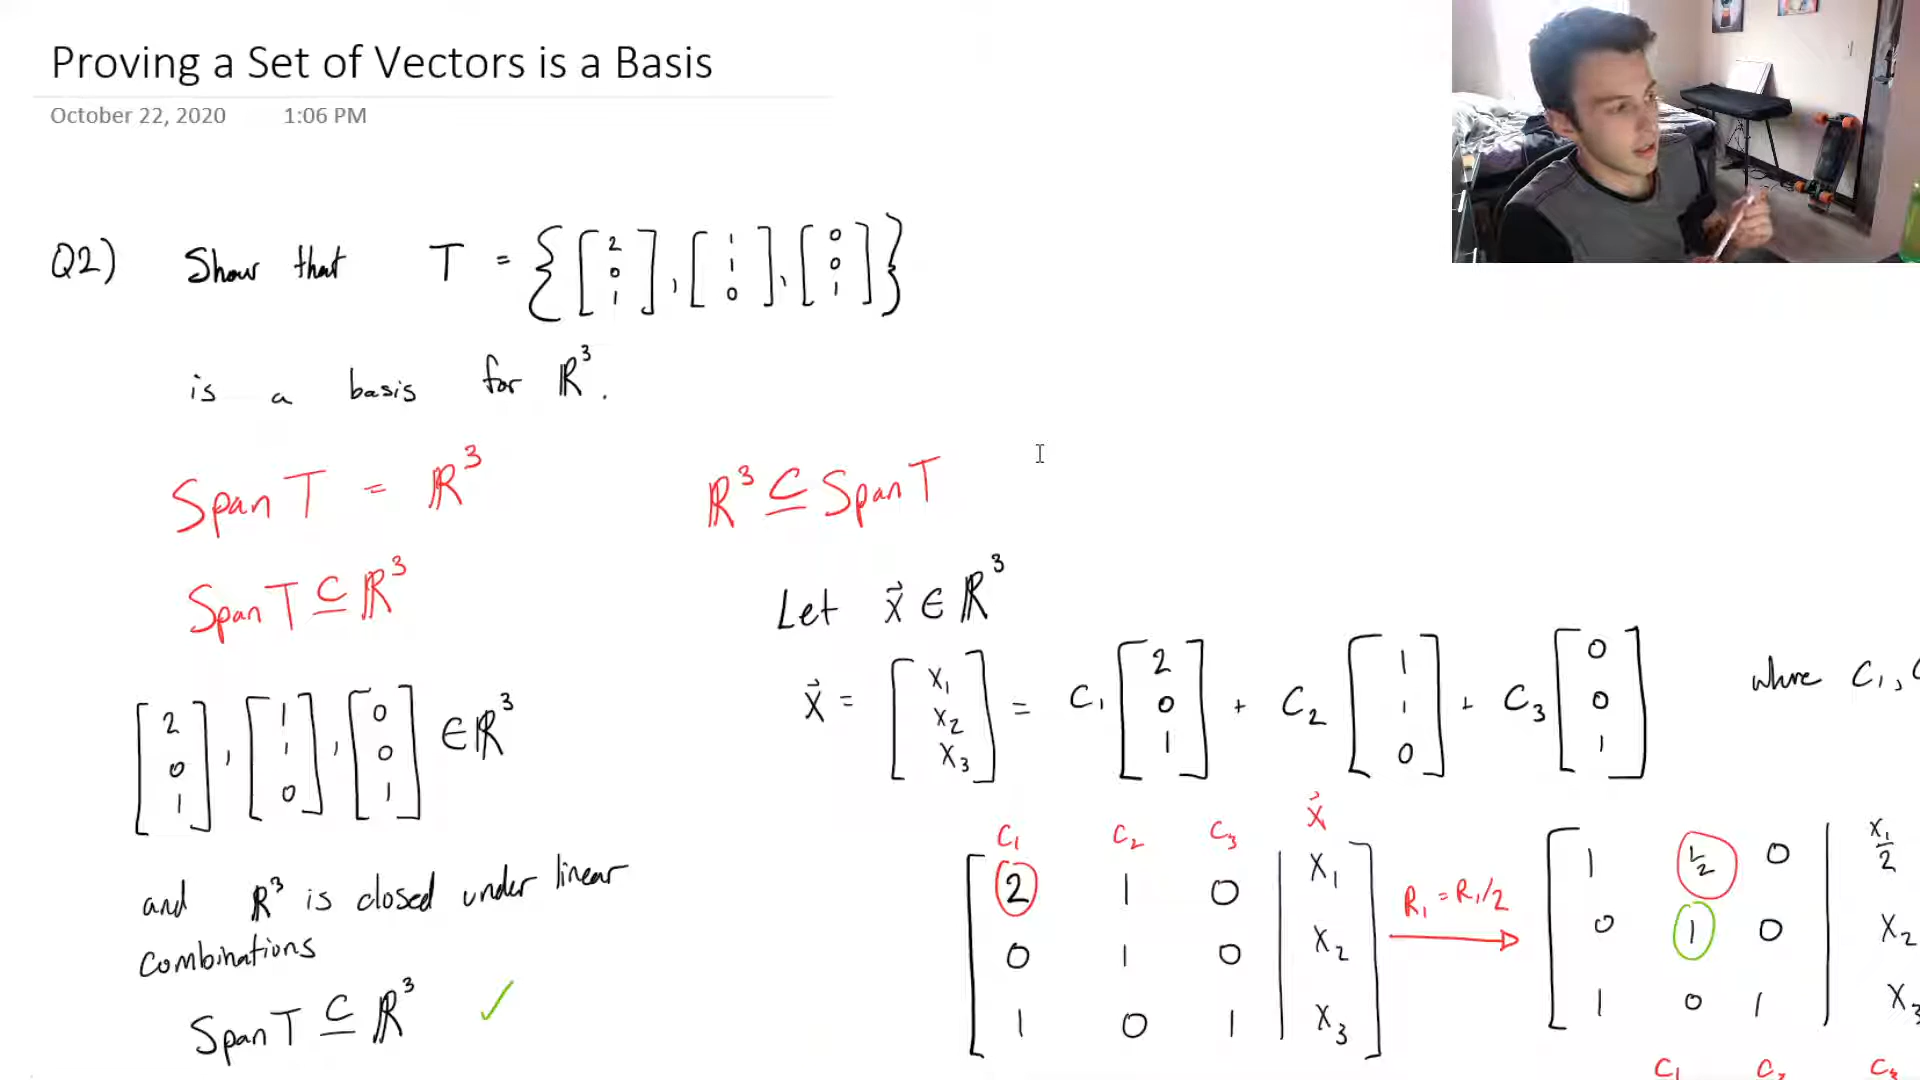 Proving a Set of Vectors is a Basis
October 22, 2020 1:06 PM
Q2) Show that T = { [2 0 1], [1 1 0], [0 0 1] }
is a basis for ℝ³.
Span T = ℝ³
Span T ⊆ ℝ³
[2 0 1], [1 1 0], [0 0 1] ∈ ℝ³
and ℝ³ is closed under linear
combinations
Span T ⊆ ℝ³ ✓
ℝ³ ⊆ Span T
Let x⃗ ∈ ℝ³
x⃗ = [x₁ x₂ x₃] = C₁ [2 0 1] + C₂ [1 1 0] + C₃ [0 0 1] where C₁, C
C₁ C₂ C₃ x⃗
2 1 0 | x₁
0 1 0 | x₂
1 0 1 | x₃
R₁ = R₁/2
1 ½ 0 | x₁/2
0 1 0 | x₂
1 0 1 | x₃
C₁ C₂ C₃